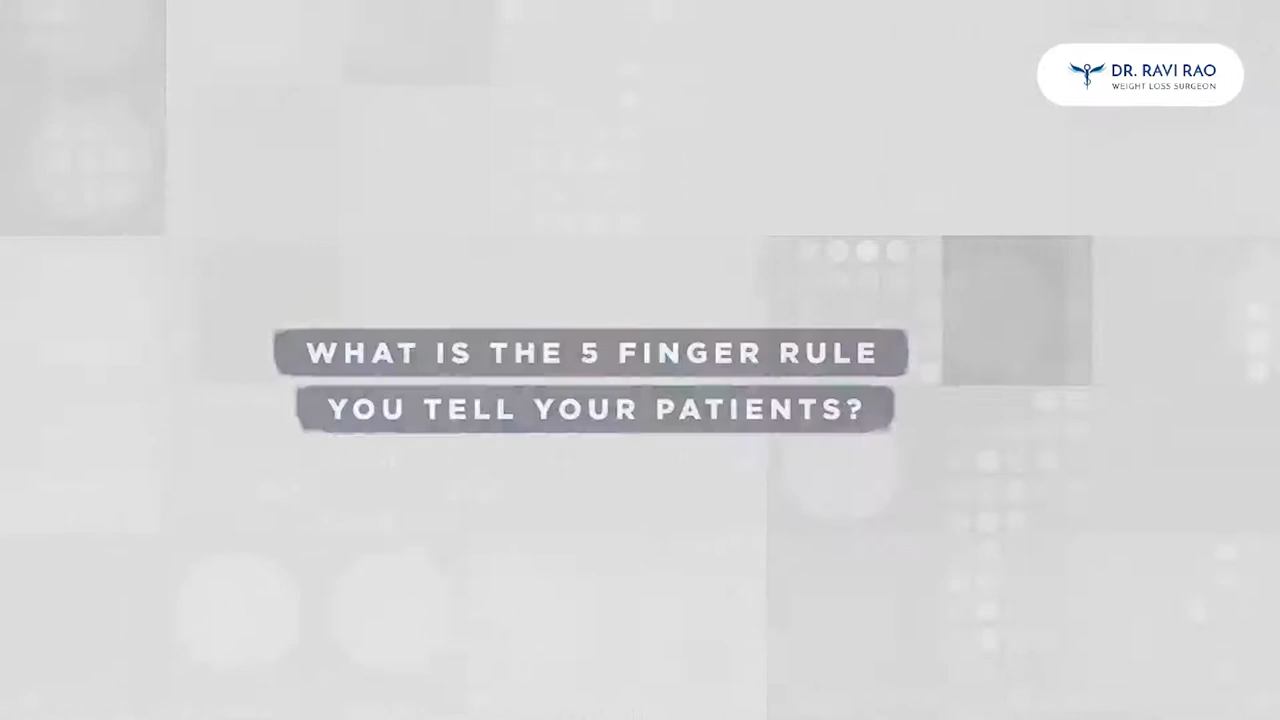 DR. RAVI RAO
WEIGHT LOSS SURGEON
WHAT IS THE 5 FINGER RULE
YOU TELL YOUR PATIENTS?